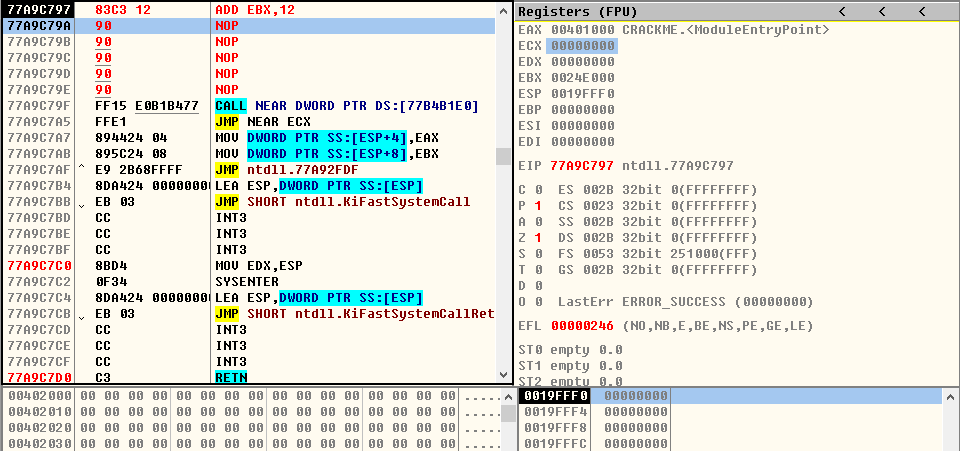 77A9C797 83C3 12 ADD EBX,12
77A9C79A 90 NOP
77A9C79B 90 NOP
77A9C79C 90 NOP
77A9C79D 90 NOP
77A9C79E 90 NOP
77A9C79F FF15 E0B1B477 CALL NEAR DWORD PTR DS:[77B4B1E0]
77A9C7A5 FFE1 JMP NEAR ECX
77A9C7A7 894424 04 MOV DWORD PTR SS:[ESP+4],EAX
77A9C7AB 895C24 08 MOV DWORD PTR SS:[ESP+8],EBX
77A9C7AF ^ E9 2B68FFFF JMP ntdll.77A92FDF
77A9C7B4 8DA424 0000000 LEA ESP,DWORD PTR SS:[ESP]
77A9C7BB ˇ EB 03 JMP SHORT ntdll.KiFastSystemCall
77A9C7BD CC INT3
77A9C7BE CC INT3
77A9C7BF CC INT3
77A9C7C0 8BD4 MOV EDX,ESP
77A9C7C2 0F34 SYSENTER
77A9C7C4 8DA424 0000000 LEA ESP,DWORD PTR SS:[ESP]
77A9C7CB ˇ EB 03 JMP SHORT ntdll.KiFastSystemCallRet
77A9C7CD CC INT3
77A9C7CE CC INT3
77A9C7CF CC INT3
77A9C7D0 C3 RETN
Registers (FPU) < < <
EAX 00401000 CRACKME.<ModuleEntryPoint>
ECX 00000000
EDX 00000000
EBX 0024E000
ESP 0019FFF0
EBP 00000000
ESI 00000000
EDI 00000000
EIP 77A9C797 ntdll.77A9C797
C 0 ES 002B 32bit 0(FFFFFFFF)
P 1 CS 0023 32bit 0(FFFFFFFF)
A 0 SS 002B 32bit 0(FFFFFFFF)
Z 1 DS 002B 32bit 0(FFFFFFFF)
S 0 FS 0053 32bit 251000(FFF)
T 0 GS 002B 32bit 0(FFFFFFFF)
D 0
O 0 LastErr ERROR_SUCCESS (00000000)
EFL 00000246 (NO,NB,E,BE,NS,PE,GE,LE)
ST0 empty 0.0
ST1 empty 0.0
ST2 empty 0.0
00402000 00 00 00 00 00 00 00 00 00 00 00 00 00 00 00 00 .....
00402010 00 00 00 00 00 00 00 00 00 00 00 00 00 00 00 00 .....
00402020 00 00 00 00 00 00 00 00 00 00 00 00 00 00 00 00 .....
00402030 00 00 00 00 00 00 00 00 00 00 00 00 00 00 00 00 .....
0019FFF0 00000000
0019FFF4 00000000
0019FFF8 00000000
0019FFFC 00000000